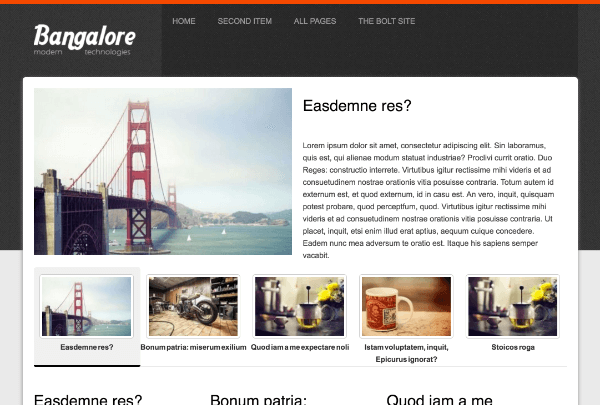 Bangalore
modern technologies
HOME SECOND ITEM ALL PAGES THE BOLT SITE
Easdemne res?
Lorem ipsum dolor sit amet, consectetur adipiscing elit. Sin laboramus,
quis est, qui alienae modum statuat industriae? Proclivi currit oratio. Duo
Reges: constructio interrete. Virtutibus igitur rectissime mihi videris et ad
consuetudinem nostrae orationis vitia posuisse contraria. Totum autem id
externum est, et quod externum, id in casu est. An vero, inquit, quisquam
potest probare, quod perceptfum, quod. Virtutibus igitur rectissime mihi
videris et ad consuetudinem nostrae orationis vitia posuisse contraria. Ut
placet, inquit, etsi enim illud erat aptius, aequum cuique concedere.
Eadem nunc mea adversum te oratio est. Itaque his sapiens semper
vacabit.
Easdemne res?
Bonum patria: miserum exilium
Quod iam a me expectare noli
Istam voluptatem, inquit,
Epicurus ignorat?
Stoicos roga
Easdemne res? Bonum patria: Quod iam a me